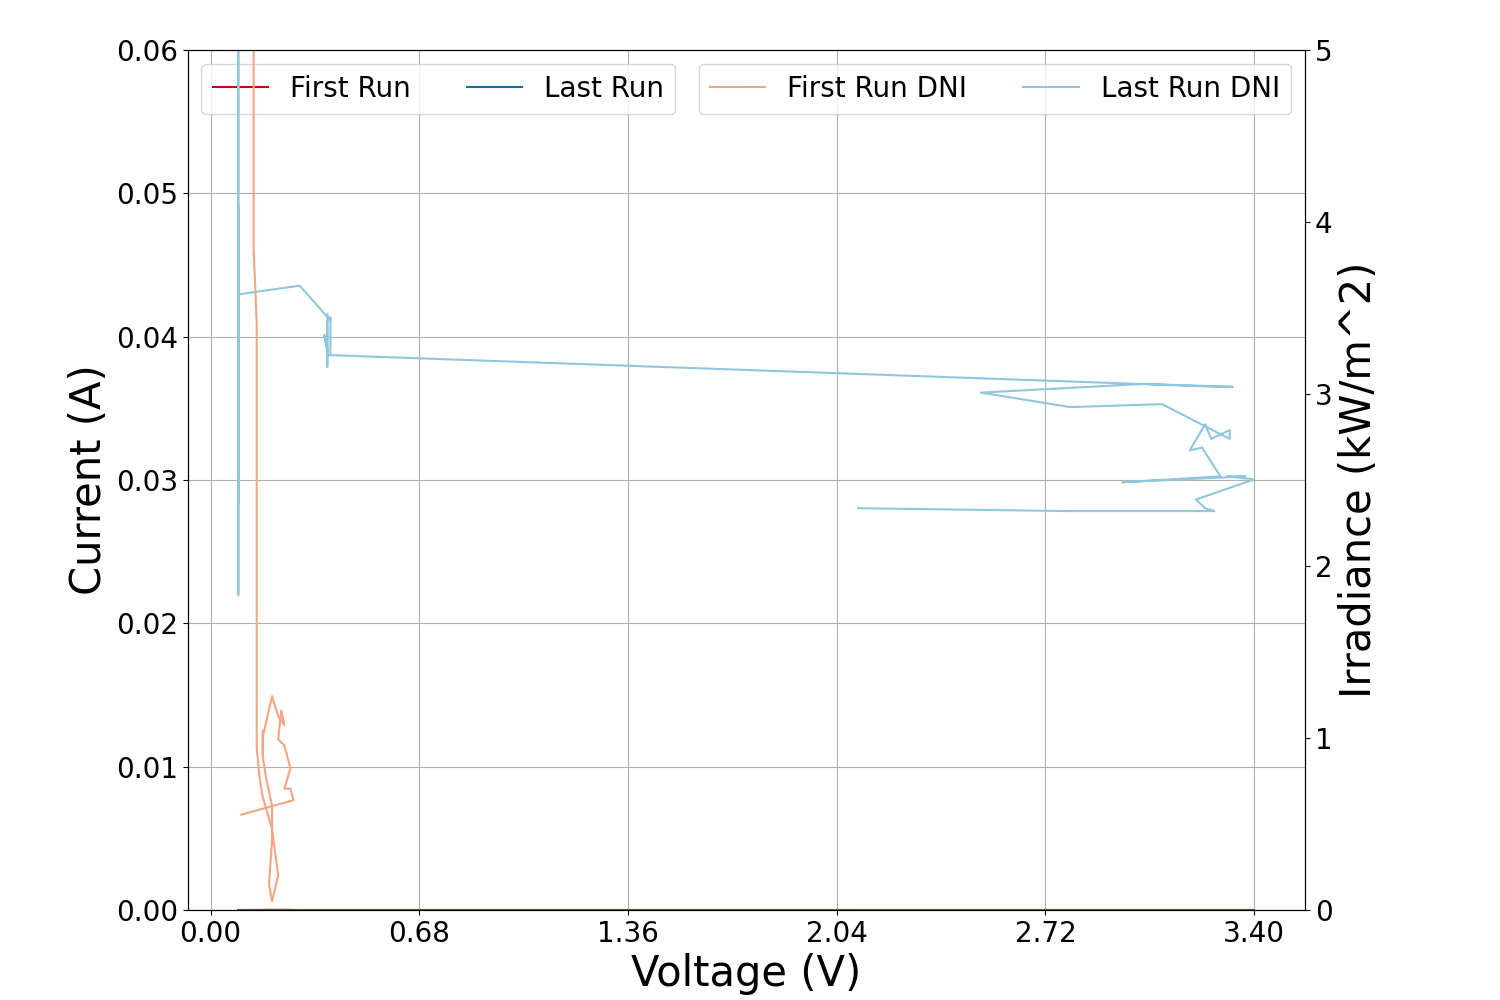 First Run
Last Run
First Run DNI
Last Run DNI
0.06
0.05
0.04
0.03
0.02
0.01
0.00
Current (A)
5
4
3
2
1
0
Irradiance (kW/m^2)
0.00 0.68 1.36 2.04 2.72 3.40
Voltage (V)